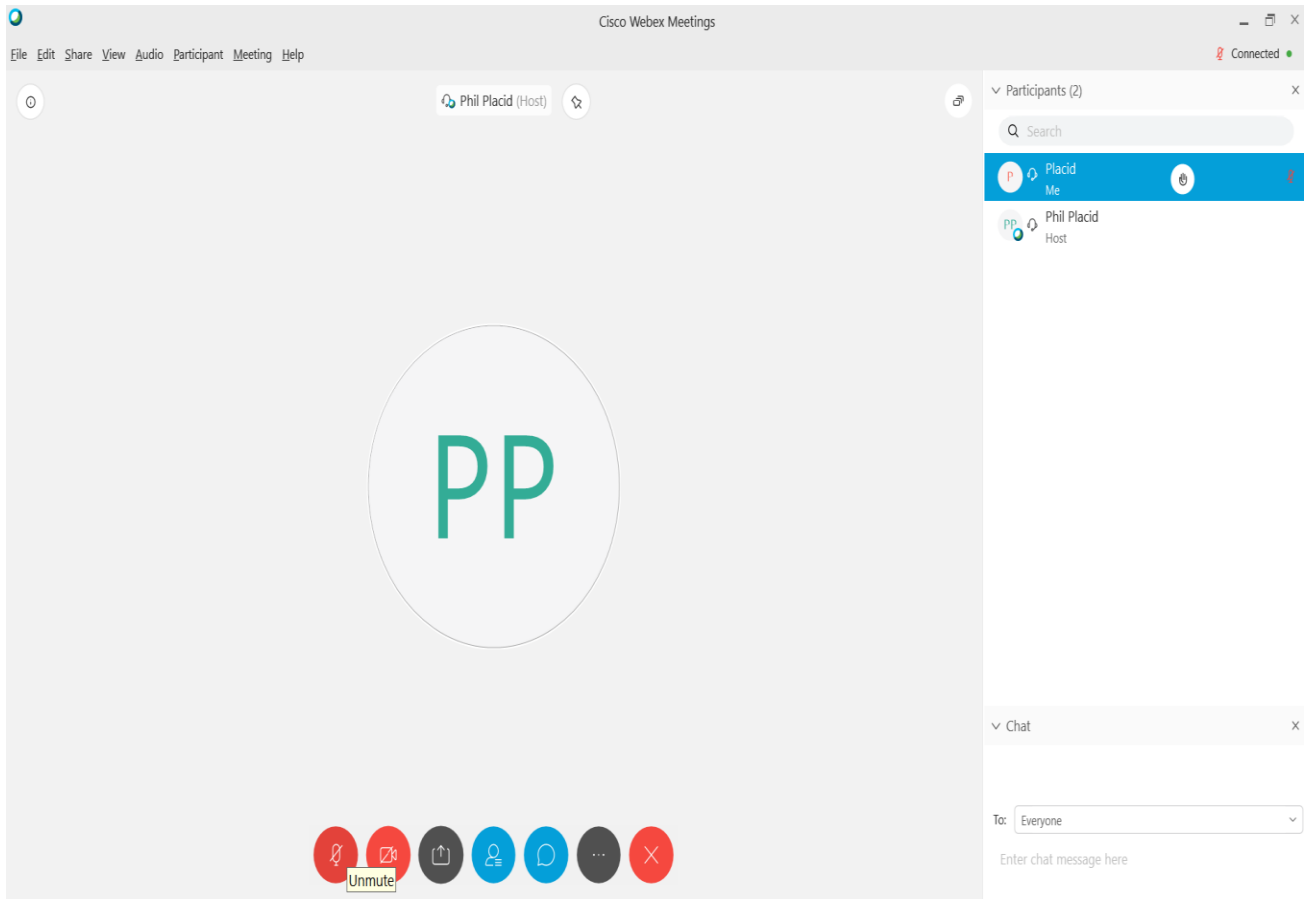 Cisco Webex Meetings
File Edit Share View Audio Participant Meeting Help
Connected
Phil Placid (Host)
Participants (2)
Search
P
Placid
Me
PP
Phil Placid
Host
PP
Chat
To: Everyone
Enter chat message here
Unmute